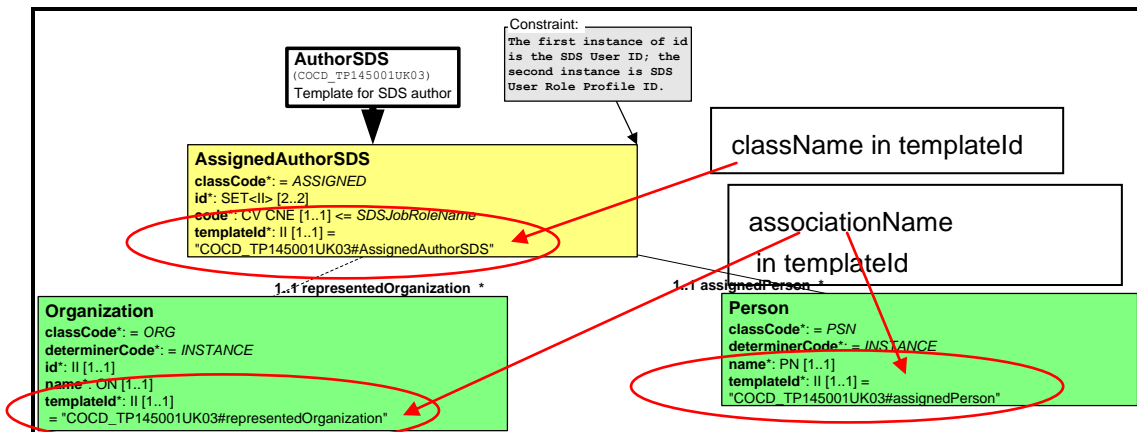 Constraint:
The first instance of id
is the SDS User ID; the
second instance is SDS
User Role Profile ID.
AuthorSDS
(COCD_TP145001UK03)
Template for SDS author
className in templateId
AssignedAuthorSDS
classCode*: = ASSIGNED
id*: SET<II> [2..2]
code*: CV CNE [1..1] <= SDSJobRoleName
templateId*: II [1..1] =
"COCD_TP145001UK03#AssignedAuthorSDS"
associationName
in templateId
1..1 representedOrganization *
1..1 assignedPerson *
Organization
classCode*: = ORG
determinerCode*: = INSTANCE
id*: II [1..1]
name*: ON [1..1]
templateId*: II [1..1]
= "COCD_TP145001UK03#representedOrganization"
Person
classCode*: = PSN
determinerCode*: = INSTANCE
name*: PN [1..1]
templateId*: II [1..1] =
"COCD_TP145001UK03#assignedPerson"